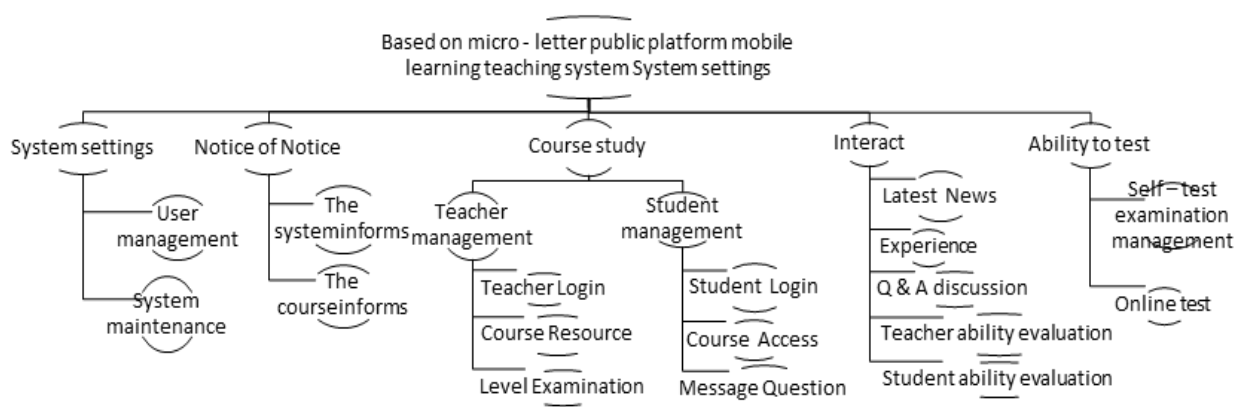 Based on micro - letter public platform mobile
learning teaching system System settings
System settings
Notice of Notice
Course study
Interact
Ability to test
User
management
System
maintenance
The
systeminforms
The
courseinforms
Teacher
management
Teacher Login
Course Resource
Level Examination
Student
management
Student Login
Course Access
Message Question
Latest News
Experience
Q & A discussion
Teacher ability evaluation
Student ability evaluation
Self – test
examination
management
Online test